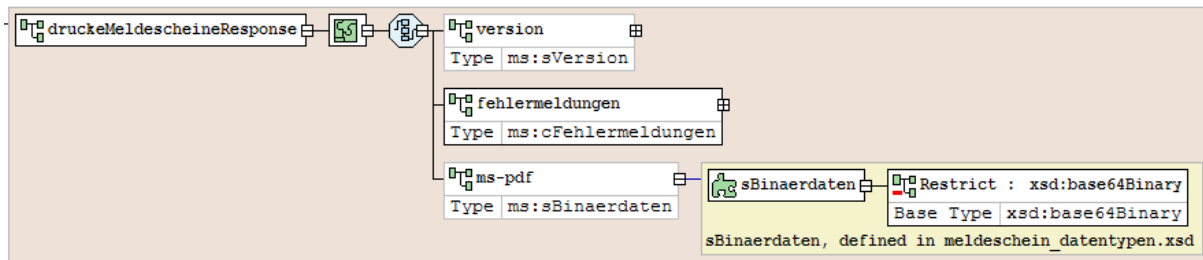 druckeMeldescheineResponse
version
Type ms:sVersion
fehlermeldungen
Type ms:cFehlermeldungen
ms-pdf
Type ms:sBinaerdaten
sBinaerdaten
Restrict : xsd:base64Binary
Base Type xsd:base64Binary
sBinaerdaten, defined in meldeschein_datentypen.xsd